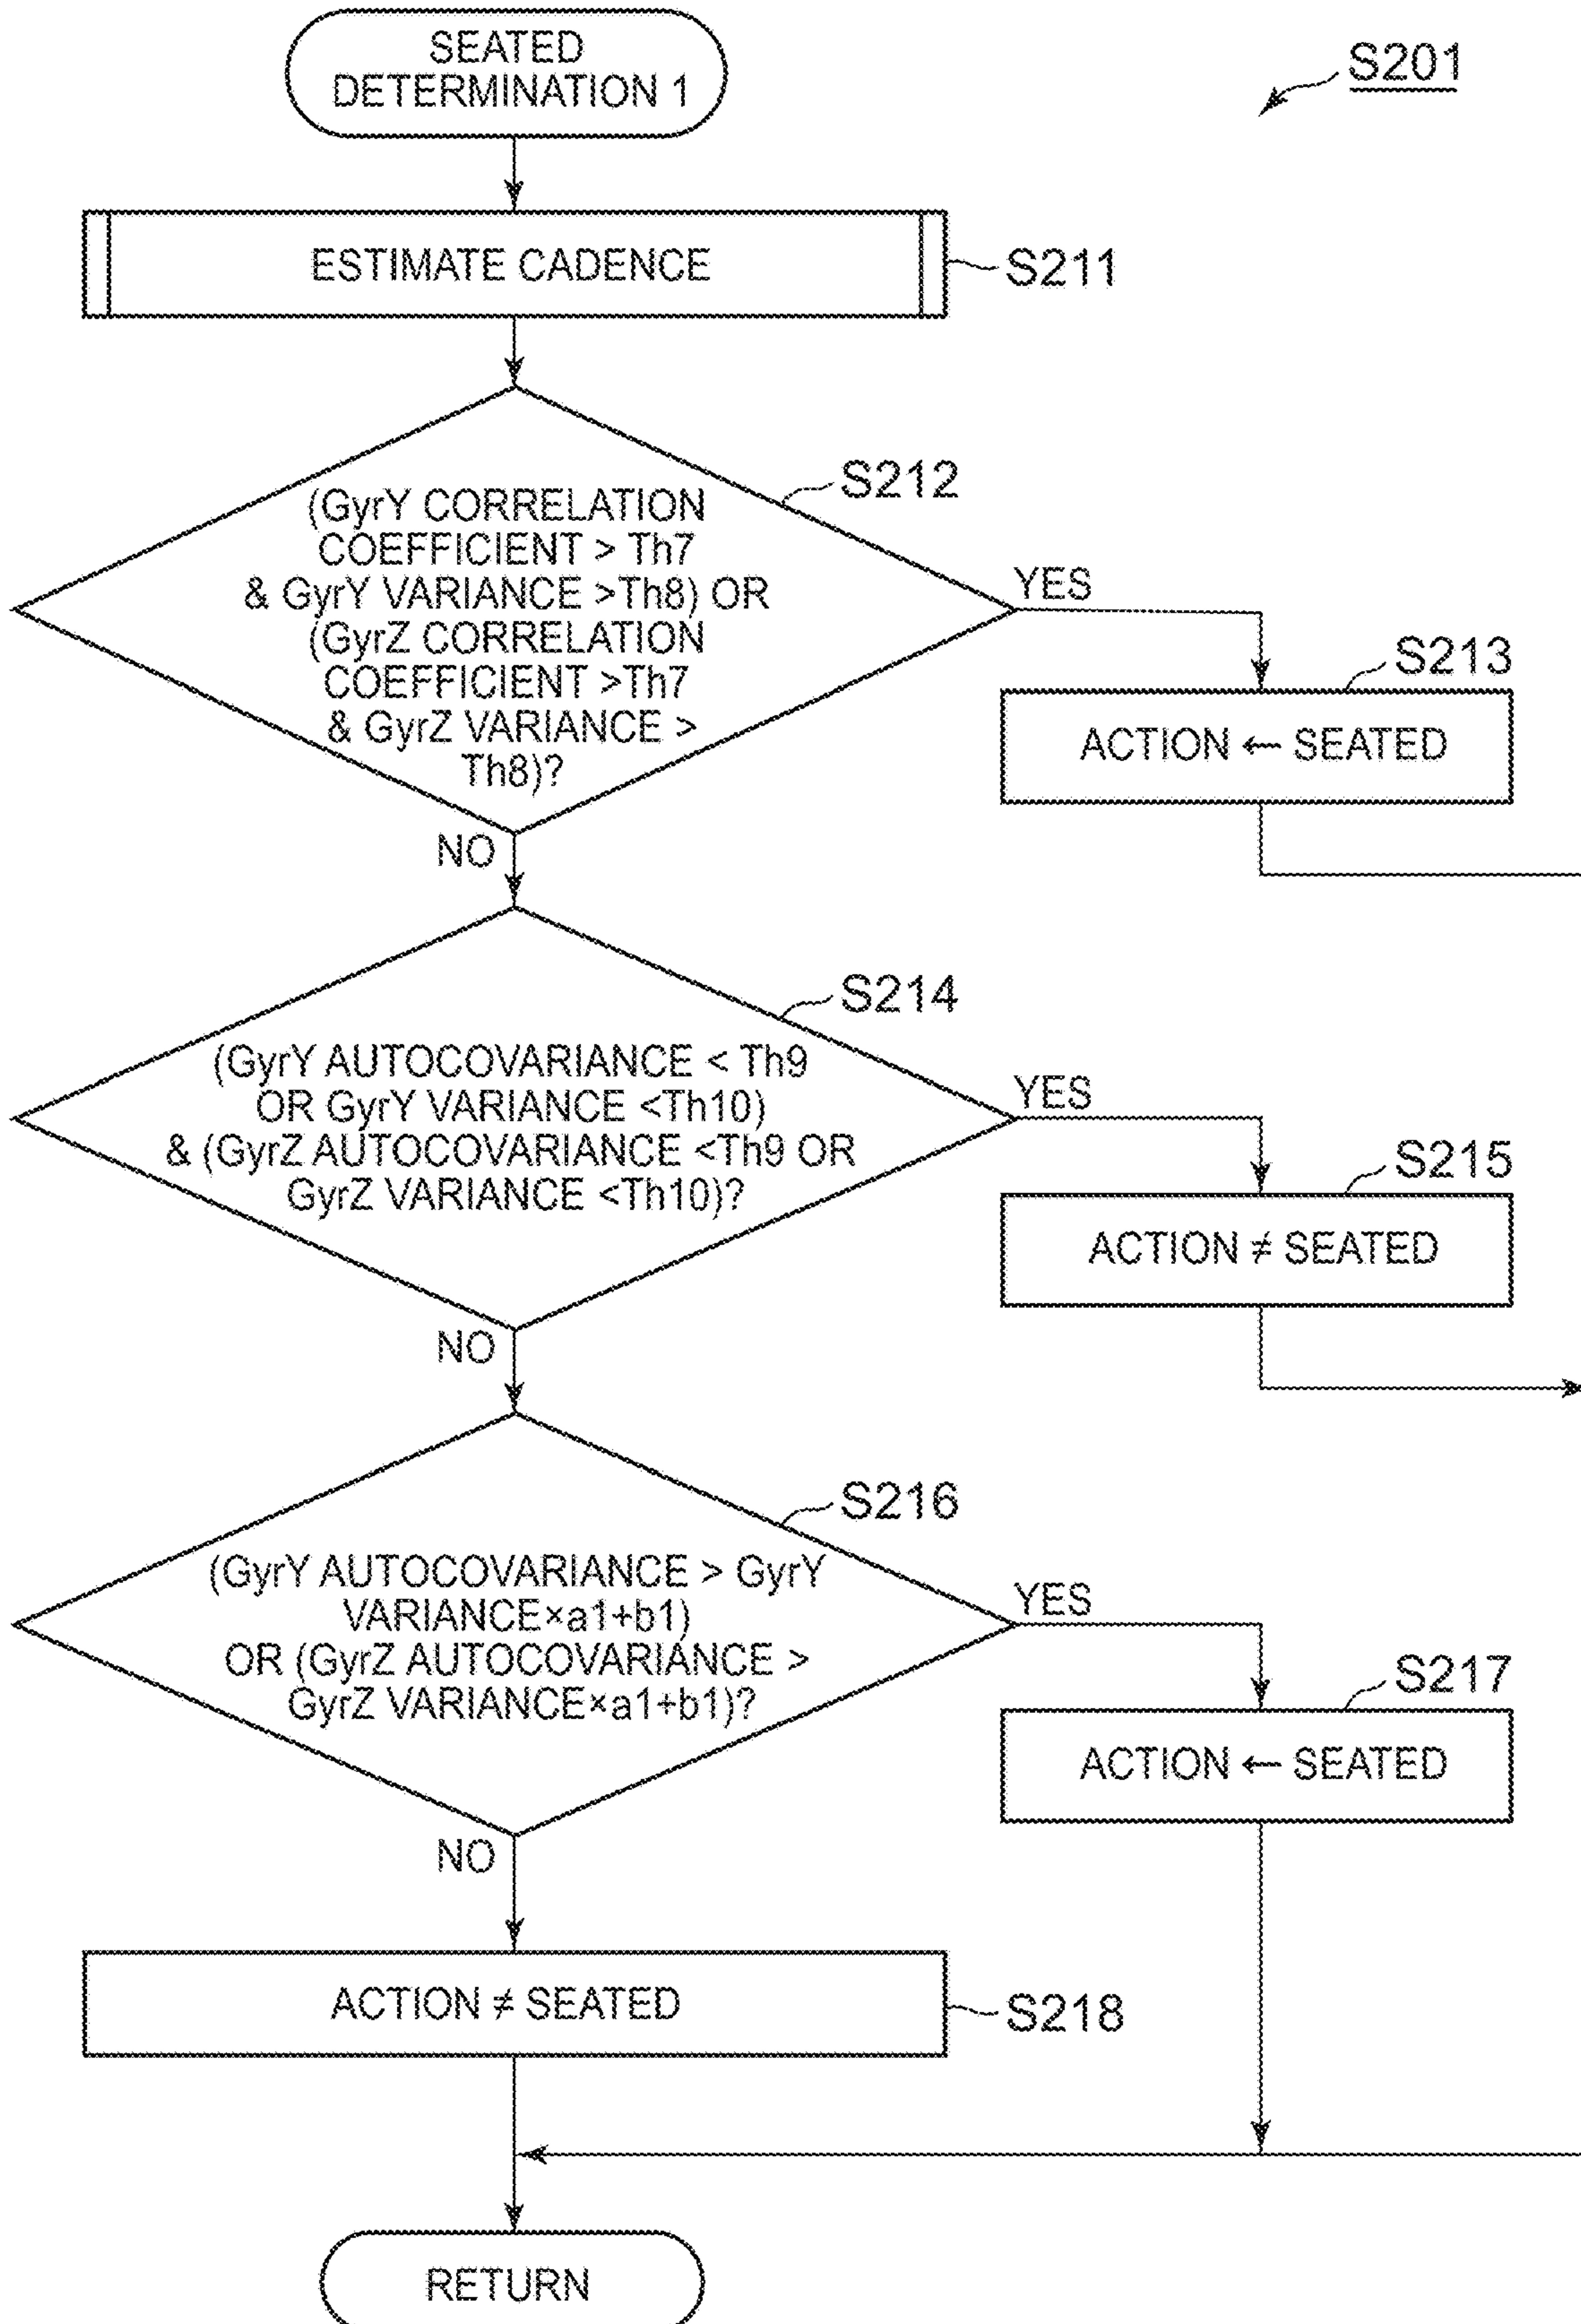 SEATED
DETERMINATION 1
S201
ESTIMATE CADENCE
S211
S212
(GyrY CORRELATION
COEFFICIENT > Th7
& GyrY VARIANCE >Th8) OR
(GyrZ CORRELATION
COEFFICIENT >Th7
& GyrZ VARIANCE >
Th8)?
YES
S213
ACTION ← SEATED
NO
S214
(GyrY AUTOCOVARIANCE < Th9
OR GyrY VARIANCE <Th10)
& (GyrZ AUTOCOVARIANCE <Th9 OR
GyrZ VARIANCE <Th10)?
YES
S215
ACTION ≠ SEATED
NO
S216
(GyrY AUTOCOVARIANCE > GyrY
VARIANCE×a1+b1)
OR (GyrZ AUTOCOVARIANCE >
GyrZ VARIANCE×a1+b1)?
YES
S217
ACTION ← SEATED
NO
ACTION ≠ SEATED
S218
RETURN